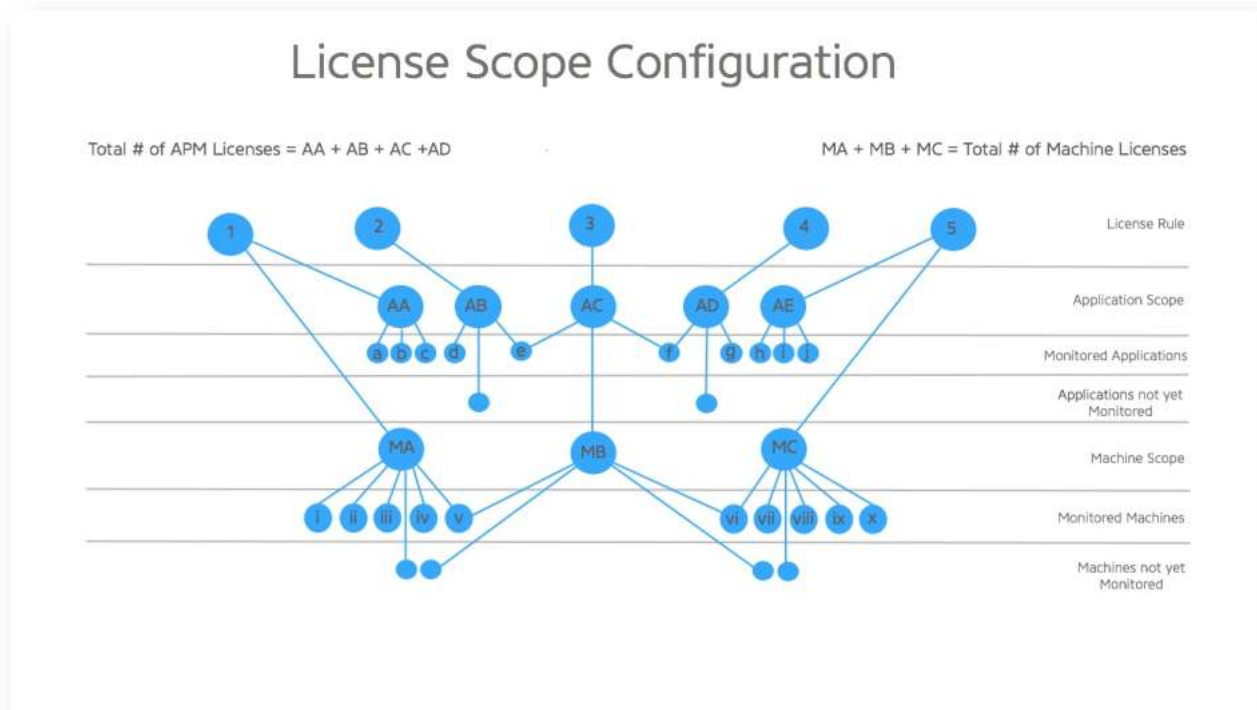 License Scope Configuration
Total # of APM Licenses = AA + AB + AC +AD
MA + MB + MC = Total # of Machine Licenses
1
2
3
4
5
License Rule
AA
AB
AC
AD
AE
Application Scope
a
b
c
d
e
f
g
h
i
j
Monitored Applications
Applications not yet
Monitored
MA
MB
MC
Machine Scope
i
ii
iii
iv
v
vi
vii
viii
ix
x
Monitored Machines
Machines not yet
Monitored